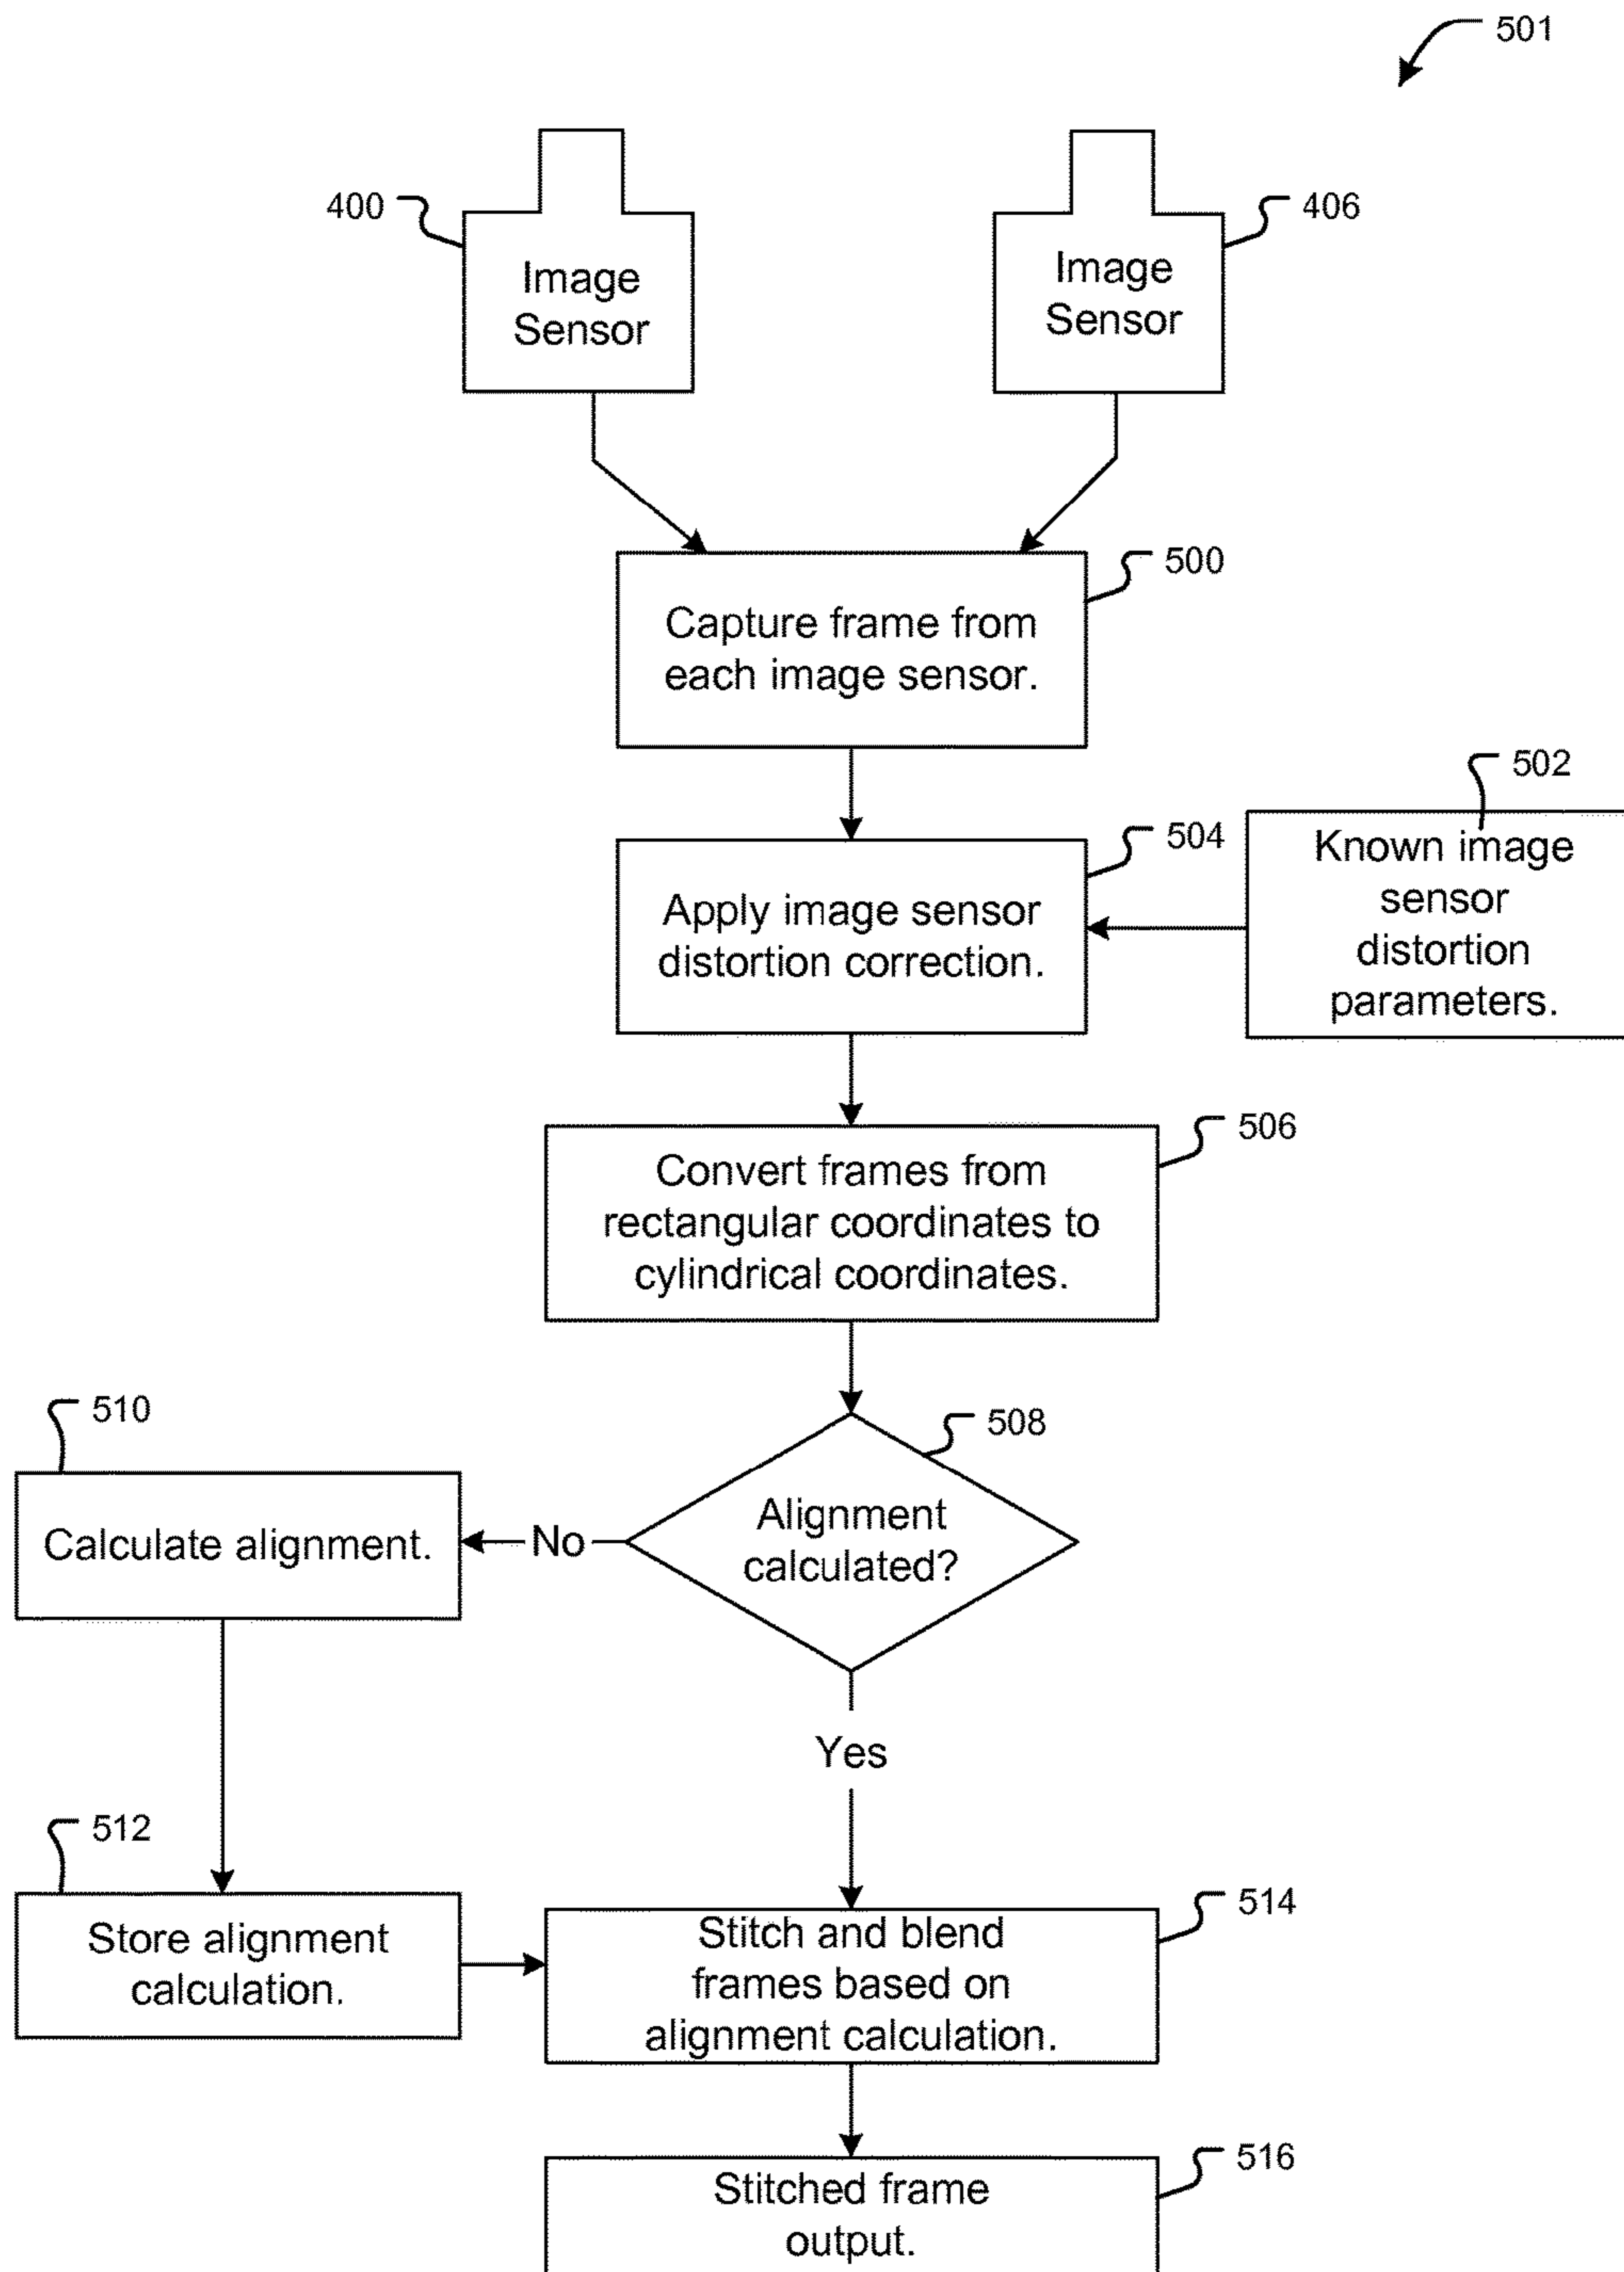 501
400
406
Image
Sensor
Image
Sensor
500
Capture frame from
each image sensor.
502
504
Known image
sensor
distortion
parameters.
Apply image sensor
distortion correction.
506
Convert frames from
rectangular coordinates to
cylindrical coordinates.
510
508
Alignment
calculated?
No
Calculate alignment.
Yes
512
514
Store alignment
calculation.
Stitch and blend
frames based on
alignment calculation.
516
Stitched frame
output.